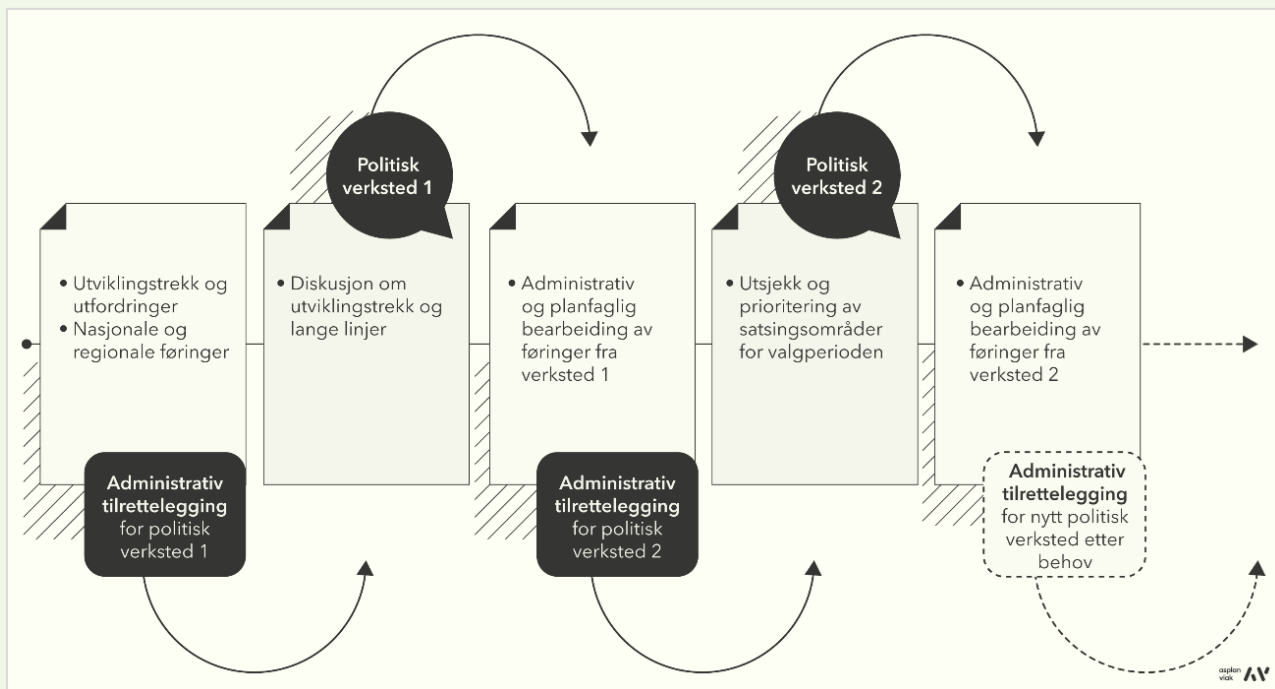 Politisk
verksted 1
Politisk
verksted 2
• Utviklingstrekk og
utfordringer
• Nasjonale og
regionale føringer
• Diskusjon om
utviklingstrekk og
lange linjer
• Administrativ
og planfaglig
bearbeiding av
føringer fra
verksted 1
• Utsjekk og
prioritering av
satsingsområder
for valgperioden
• Administrativ
og planfaglig
bearbeiding av
føringer fra
verksted 2
Administrativ
tilrettelegging
for politisk
verksted 1
Administrativ
tilrettelegging
for politisk
verksted 2
Administrativ
tilrettelegging
for nytt politisk
verksted etter
behov
asplan
viak